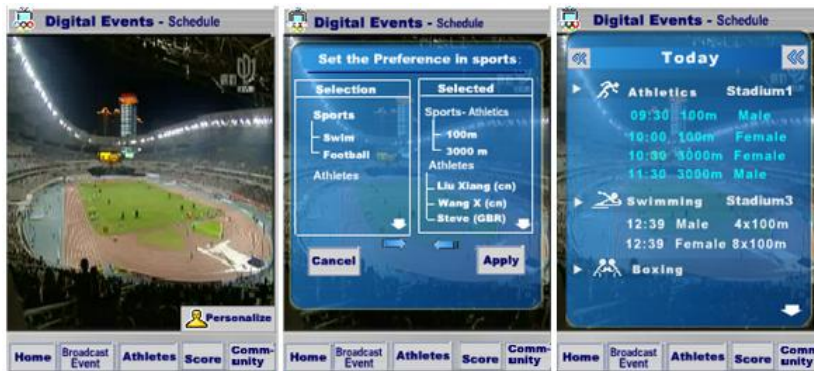 Digital Events - Schedule
Personalize
Home Broadcast Event Athletes Score Comm-unity
Digital Events - Schedule
Set the Preference in sports:
Selection
Sports
Swim
Football
Athletes
Selected
Sports-Athletics
100m
3000 m
Athletes
Liu Xiang (cn)
Wang X (cn)
Steve (GBR)
Cancel
Apply
Home Broadcast Event Athletes Score Comm-unity
Digital Events - Schedule
Today
Athletics Stadium1
09:30 100m Male
10:00 100m Female
10:30 3000m Female
11:30 3000m Male
Swimming Stadium3
12:39 Male 4x100m
12:39 Female 8x100m
Boxing
Home Broadcast Event Athletes Score Comm-unity